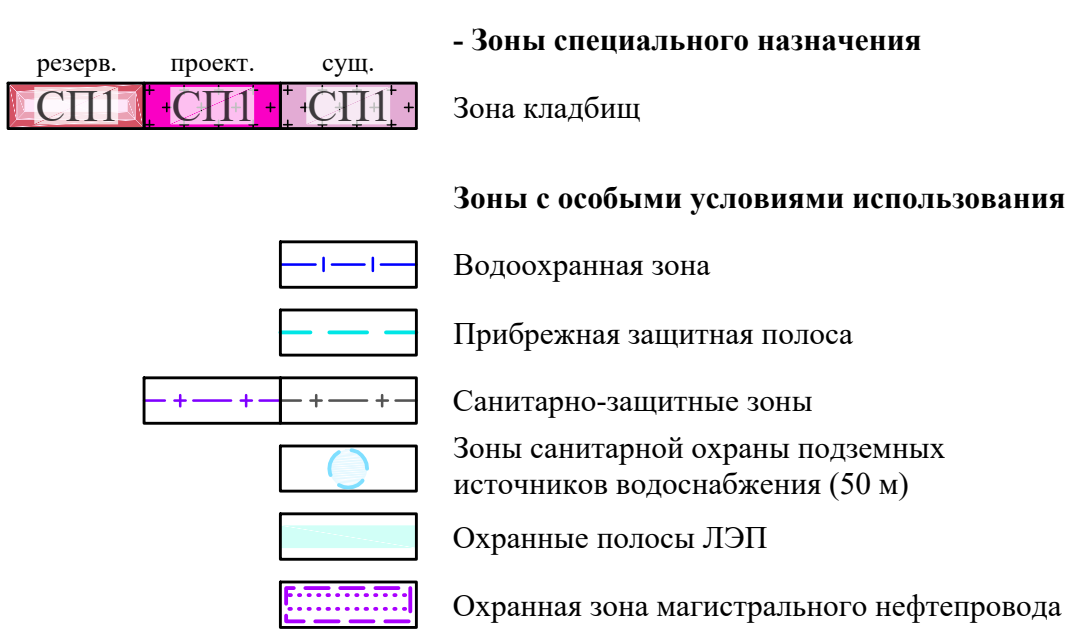 - Зоны специального назначения
резерв. проект. сущ.
СП1 СП1 СП1 Зона кладбищ
Зоны с особыми условиями использования
Водоохранная зона
Прибрежная защитная полоса
Санитарно-защитные зоны
Зоны санитарной охраны подземных
источников водоснабжения (50 м)
Охранные полосы ЛЭП
Охранная зона магистрального нефтепровода